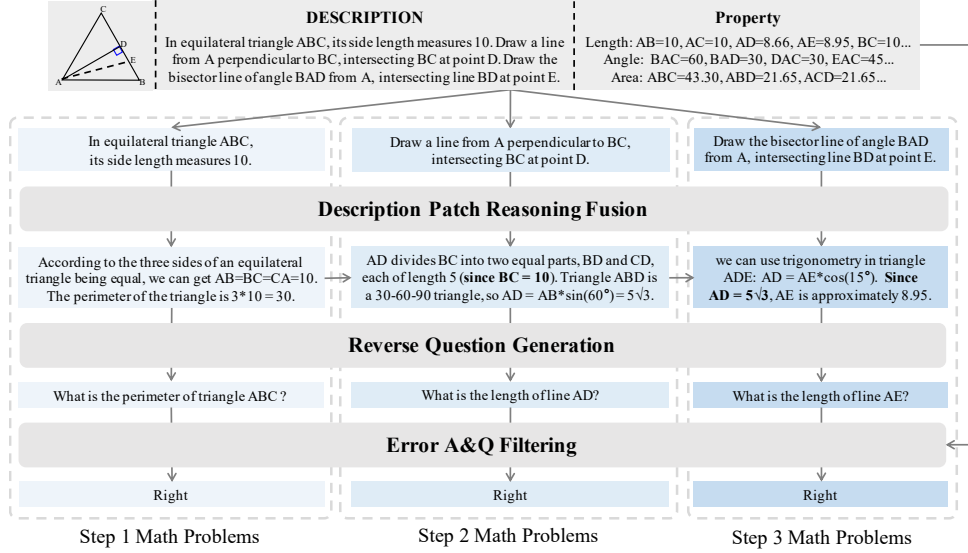 C
D
E
A
B
DESCRIPTION
In equilateral triangle ABC, its side length measures 10. Draw a line
from A perpendicular to BC, intersecting BC at point D. Draw the
bisector line of angle BAD from A, intersecting line BD at point E.
Property
Length: AB=10, AC=10, AD=8.66, AE=8.95, BC=10...
Angle: BAC=60, BAD=30, DAC=30, EAC=45...
Area: ABC=43.30, ABD=21.65, ACD=21.65...
In equilateral triangle ABC,
its side length measures 10.
Draw a line from A perpendicular to BC,
intersecting BC at point D.
Draw the bisector line of angle BAD
from A, intersecting line BD at point E.
Description Patch Reasoning Fusion
According to the three sides of an equilateral
triangle being equal, we can get AB=BC=CA=10.
The perimeter of the triangle is 3*10 = 30.
AD divides BC into two equal parts, BD and CD,
each of length 5 (since BC = 10). Triangle ABD is
a 30-60-90 triangle, so AD = AB*sin(60°) = 5√3.
we can use trigonometry in triangle
ADE: AD = AE*cos(15°). Since
AD = 5√3, AE is approximately 8.95.
Reverse Question Generation
What is the perimeter of triangle ABC ?
What is the length of line AD?
What is the length of line AE?
Error A&Q Filtering
Right
Right
Right
Step 1 Math Problems
Step 2 Math Problems
Step 3 Math Problems